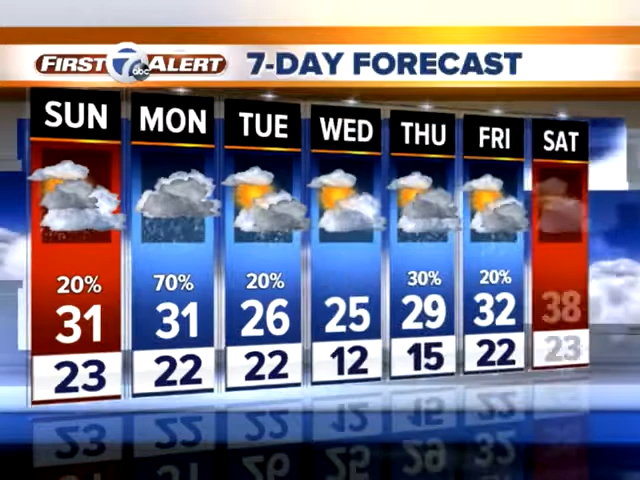 FIRST 7 abc ALERT 7-DAY FORECAST
SUN MON TUE WED THU FRI SAT
20% 70% 20% 30% 20%
31 31 26 25 29 32 38
23 22 22 12 15 22 23